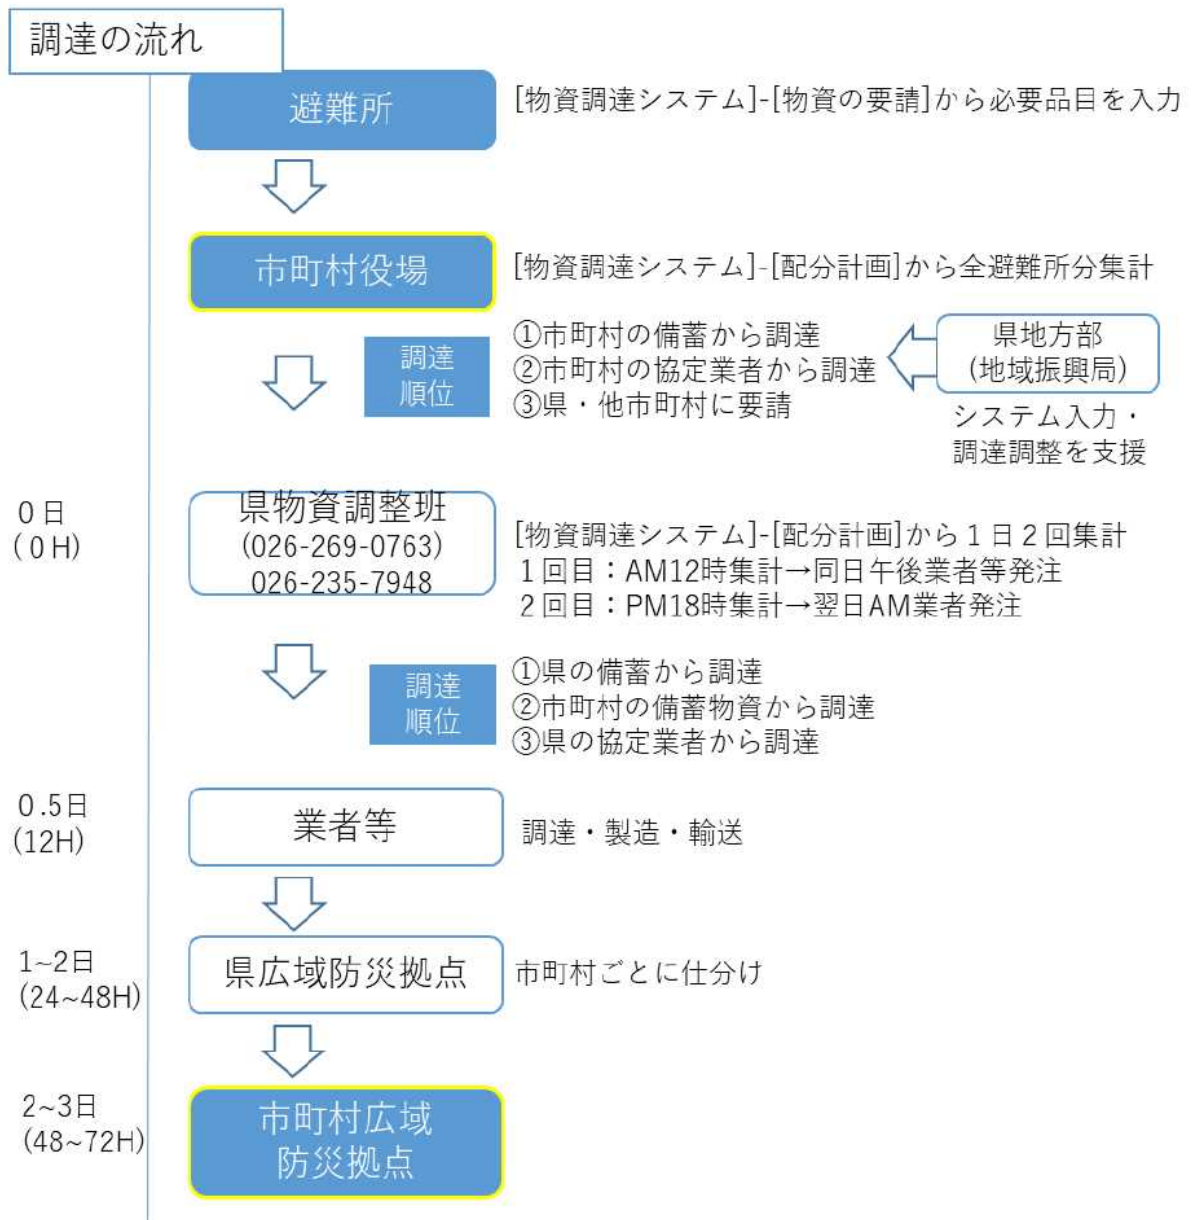 調達の流れ
避難所
[物資調達システム]-[物資の要請]から必要品目を入力
市町村役場
[物資調達システム]-[配分計画]から全避難所分集計
調達
順位
①市町村の備蓄から調達
②市町村の協定業者から調達
③県・他市町村に要請
県地方部
(地域振興局)
システム入力・
調達調整を支援
0日
(0H)
県物資調整班
(026-269-0763)
026-235-7948
[物資調達システム]-[配分計画]から1日2回集計
1回目:AM12時集計→同日午後業者等発注
2回目:PM18時集計→翌日AM業者発注
調達
順位
①県の備蓄から調達
②市町村の備蓄物資から調達
③県の協定業者から調達
0.5日
(12H)
業者等
調達・製造・輸送
1~2日
(24~48H)
県広域防災拠点
市町村ごとに仕分け
2~3日
(48~72H)
市町村広域
防災拠点